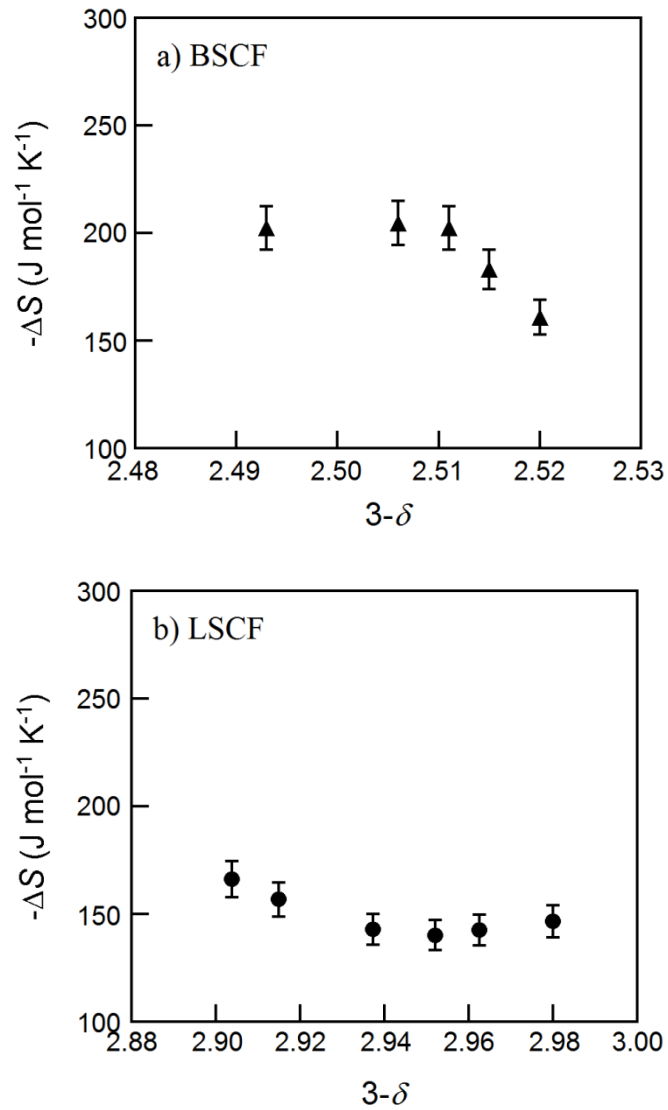 a) BSCF
300
250
200
150
100
-ΔS (J mol⁻¹ K⁻¹)
2.48 2.49 2.50 2.51 2.52 2.53
3-δ
b) LSCF
300
250
200
150
100
-ΔS (J mol⁻¹ K⁻¹)
2.88 2.90 2.92 2.94 2.96 2.98 3.00
3-δ